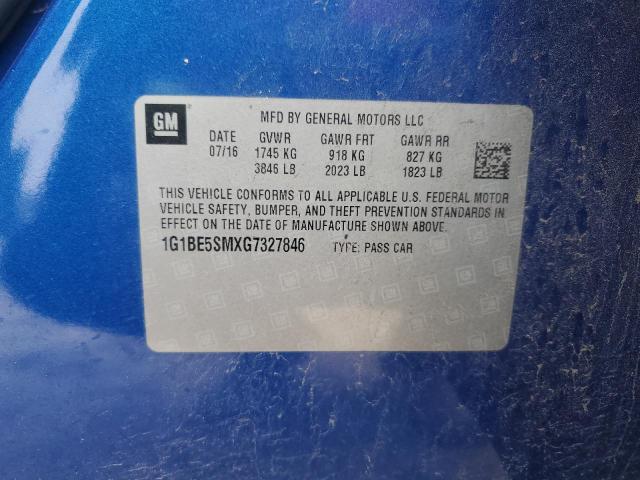 GM
MFD BY GENERAL MOTORS LLC
DATE GVWR GAWR FRT GAWR RR
07/16 1745 KG 918 KG 827 KG
3846 LB 2023 LB 1823 LB
THIS VEHICLE CONFORMS TO ALL APPLICABLE U.S. FEDERAL MOTOR
VEHICLE SAFETY, BUMPER, AND THEFT PREVENTION STANDARDS IN
EFFECT ON THE DATE OF MANUFACTURE SHOWN ABOVE.
1G1BE5SMXG7327846 TYPE: PASS CAR